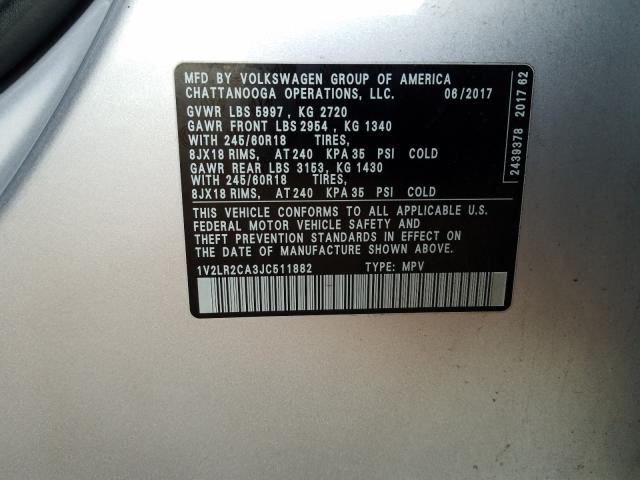 MFD BY VOLKSWAGEN GROUP OF AMERICA
CHATTANOOGA OPERATIONS, LLC. 06/2017
GVWR LBS 5997 , KG 2720
GAWR FRONT LBS 2954 , KG 1340
WITH 245/60R18 TIRES,
8JX18 RIMS, AT 240 KPA 35 PSI COLD
GAWR REAR LBS 3153, KG 1430
WITH 245/60R18 TIRES,
8JX18 RIMS, AT 240 KPA 35 PSI COLD
THIS VEHICLE CONFORMS TO ALL APPLICABLE U.S.
FEDERAL MOTOR VEHICLE SAFETY AND
THEFT PREVENTION STANDARDS IN EFFECT ON
THE DATE OF MANUFACTURE SHOWN ABOVE.
1V2LR2CA3JC511882 TYPE: MPV
2439378 2017 62